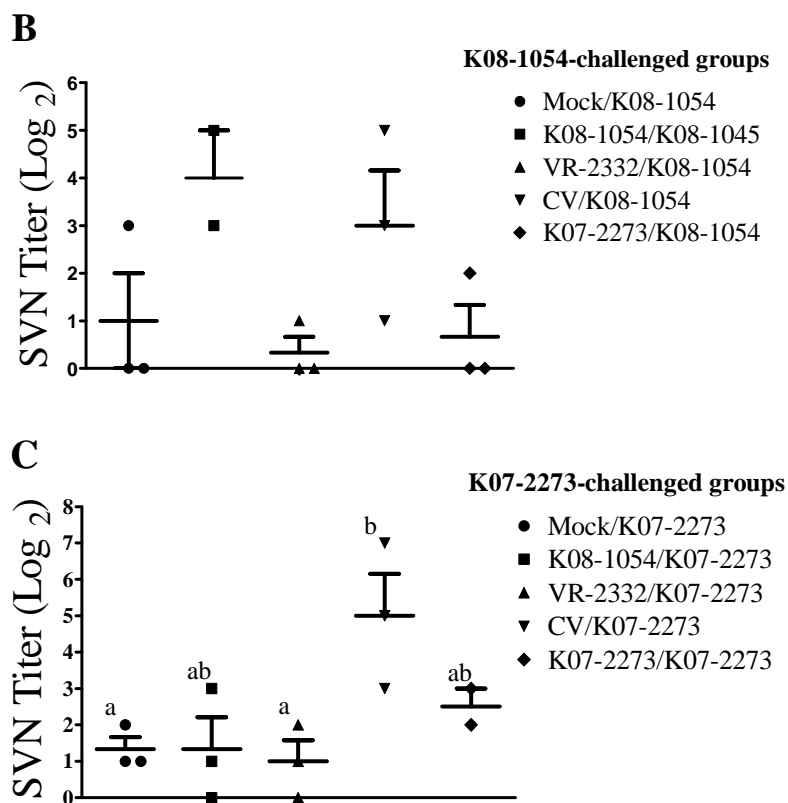 B
K08-1054-challenged groups
SVN Titer (Log 2)
6
5
4
3
2
1
0
Mock/K08-1054
K08-1054/K08-1045
VR-2332/K08-1054
CV/K08-1054
K07-2273/K08-1054
C
K07-2273-challenged groups
SVN Titer (Log 2)
8
7
6
5
4
3
2
1
0
a
ab
a
b
ab
Mock/K07-2273
K08-1054/K07-2273
VR-2332/K07-2273
CV/K07-2273
K07-2273/K07-2273